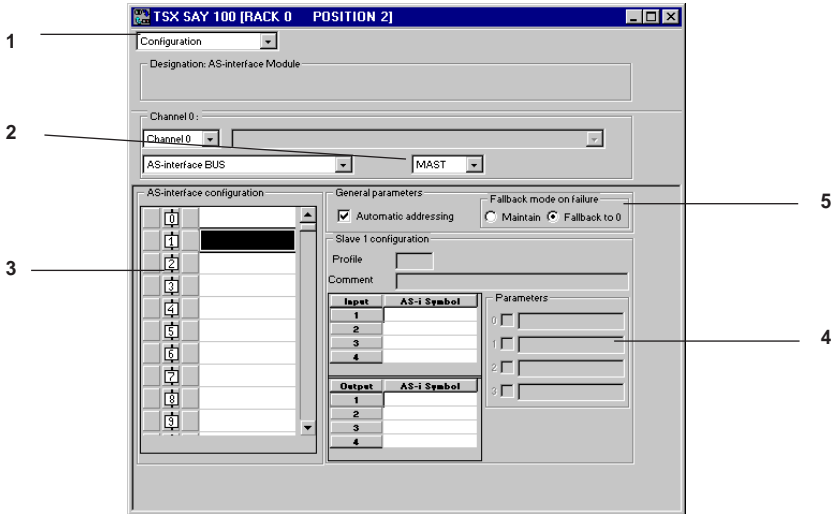 TSX SAY 100 [RACK 0 POSITION 2]
1
Configuration
Designation: AS-interface Module
Channel 0 :
2
Channel 0
AS-interface BUS
MAST
AS-interface configuration
General parameters
Fallback mode on failure
5
Automatic addressing
Maintain
Fallback to 0
0
1
2
3
4
5
6
7
8
9
3
Slave 1 configuration
Profile
Comment
Input AS-i Symbol
1
2
3
4
Parameters
0
1
2
3
4
Output AS-i Symbol
1
2
3
4